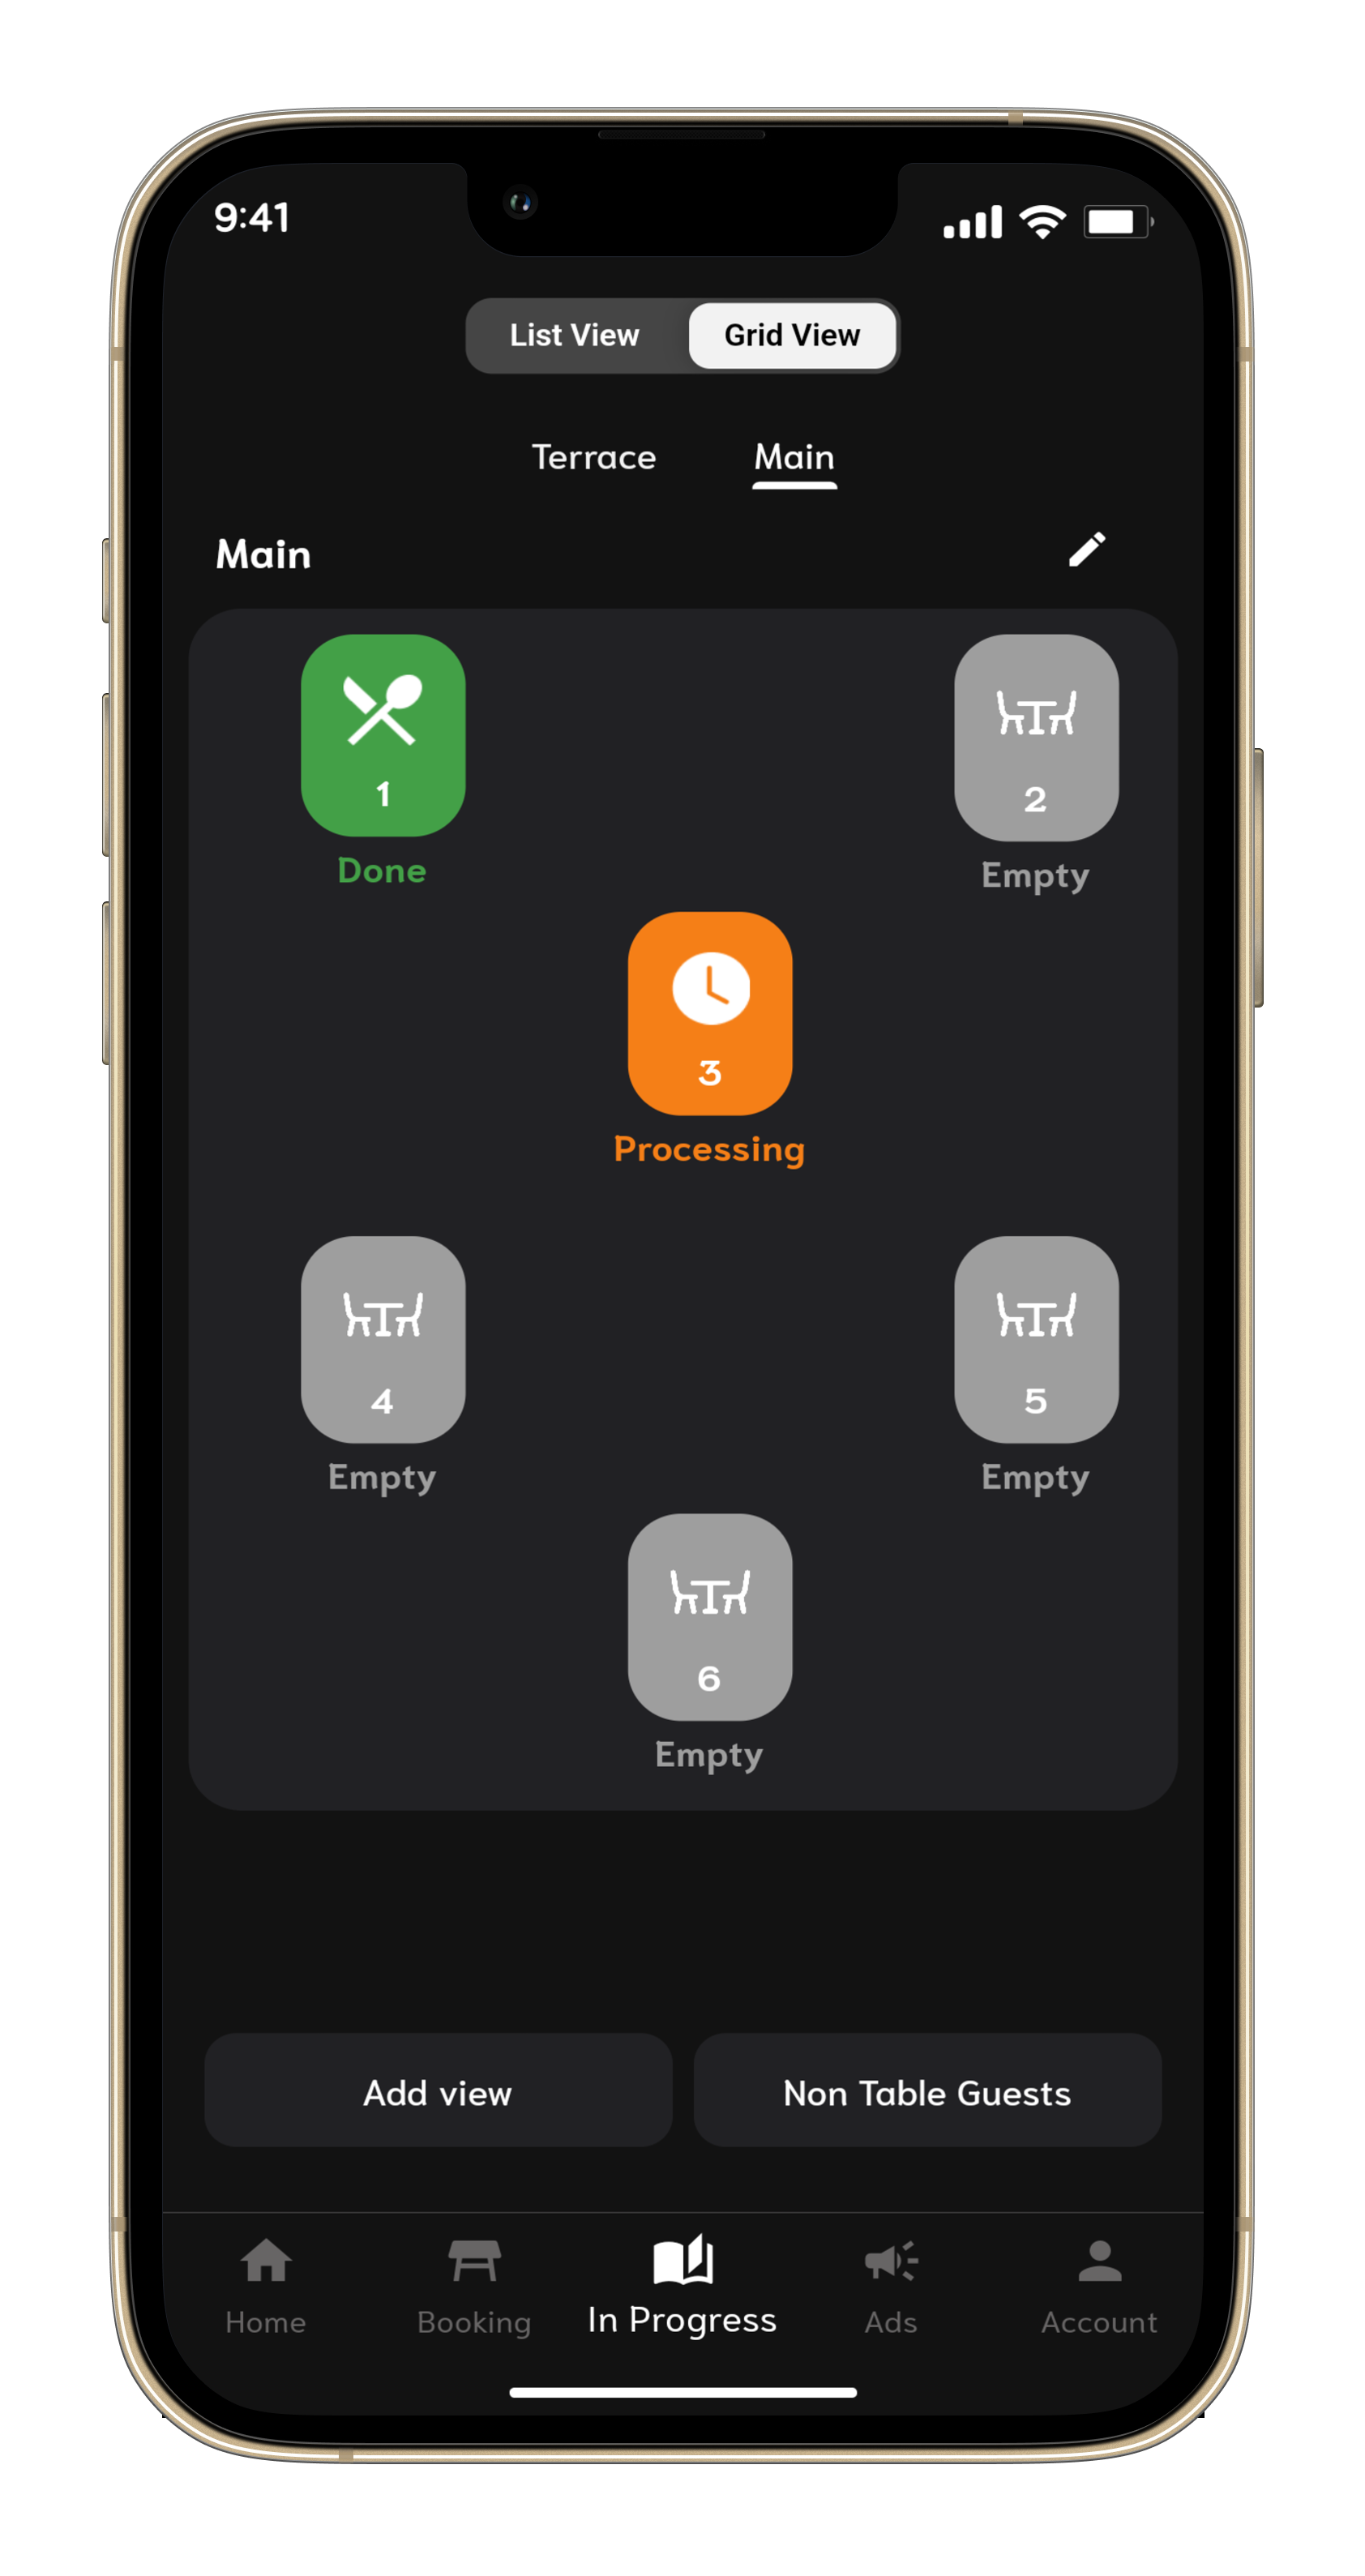 9:41
List View Grid View
Terrace Main
Main
1
Done
2
Empty
3
Processing
4
Empty
5
Empty
6
Empty
Add view Non Table Guests
Home Booking In Progress Ads Account